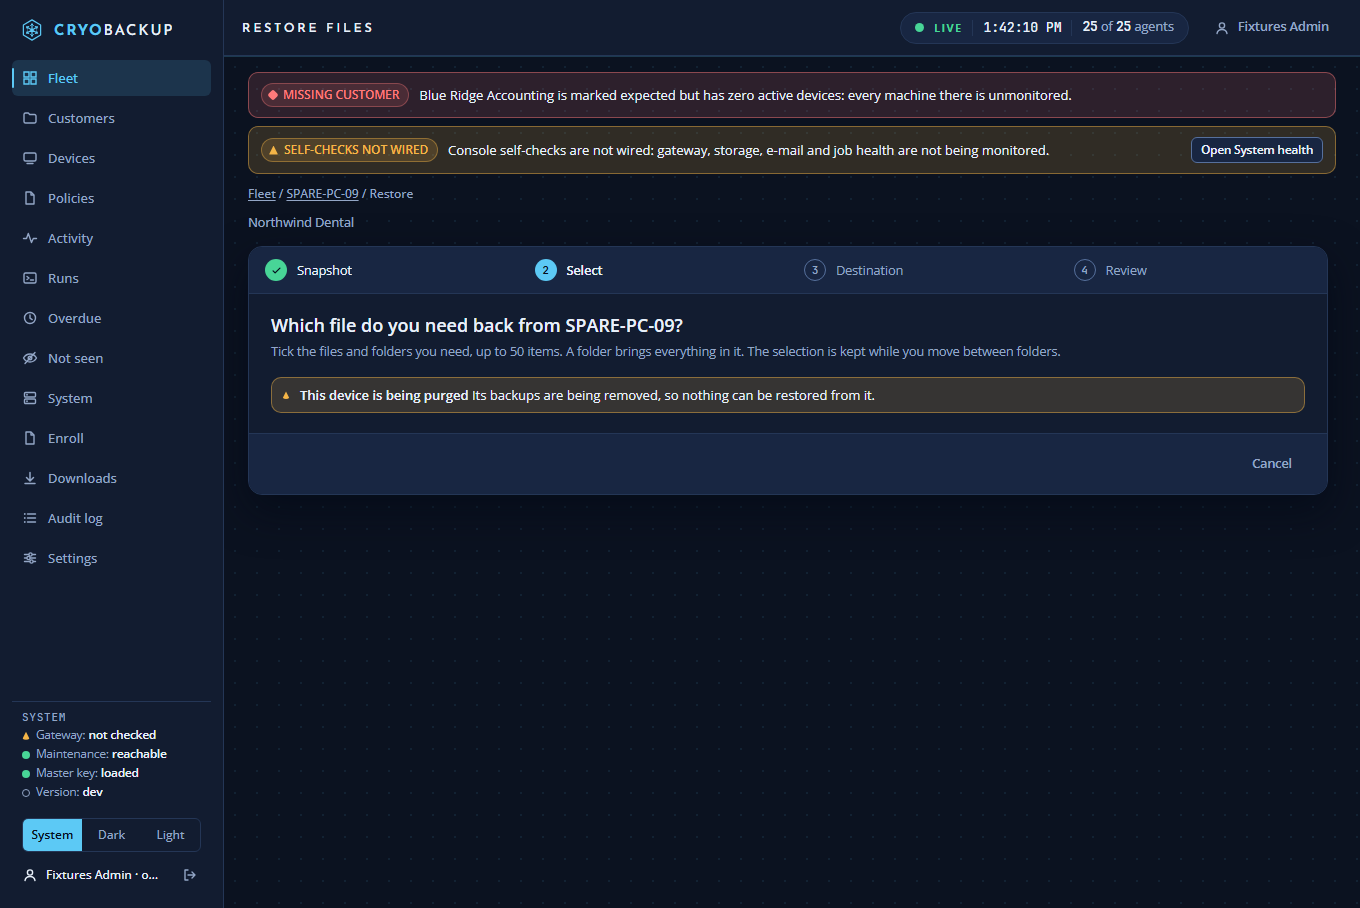 CRYOBACKUP
RESTORE FILES
LIVE
1:42:10 PM
25 of 25 agents
Fixtures Admin
Fleet
Customers
Devices
Policies
Activity
Runs
Overdue
Not seen
System
Enroll
Downloads
Audit log
Settings
MISSING CUSTOMER
Blue Ridge Accounting is marked expected but has zero active devices: every machine there is unmonitored.
SELF-CHECKS NOT WIRED
Console self-checks are not wired: gateway, storage, e-mail and job health are not being monitored.
Open System health
Fleet / SPARE-PC-09 / Restore
Northwind Dental
Snapshot
2 Select
3 Destination
4 Review
Which file do you need back from SPARE-PC-09?
Tick the files and folders you need, up to 50 items. A folder brings everything in it. The selection is kept while you move between folders.
This device is being purged Its backups are being removed, so nothing can be restored from it.
Cancel
SYSTEM
Gateway: not checked
Maintenance: reachable
Master key: loaded
Version: dev
System
Dark
Light
Fixtures Admin · o...